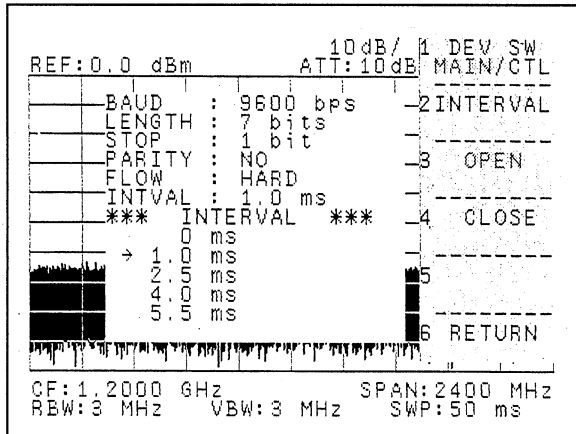 10dB/
REF:0.0 dBm ATT:10dB
BAUD : 9600 bps
LENGTH : 7 bits
STOP : 1 bit
PARITY : NO
FLOW : HARD
INTVAL : 1.0 ms
*** INTERVAL ***
0 ms
→ 1.0 ms
2.5 ms
4.0 ms
5.5 ms
1 DEV SW
MAIN/CTL
2 INTERVAL
3 OPEN
4 CLOSE
5
6 RETURN
CF:1.2000 GHz SPAN:2400 MHz
RBW:3 MHz VBW:3 MHz SWP:50 ms